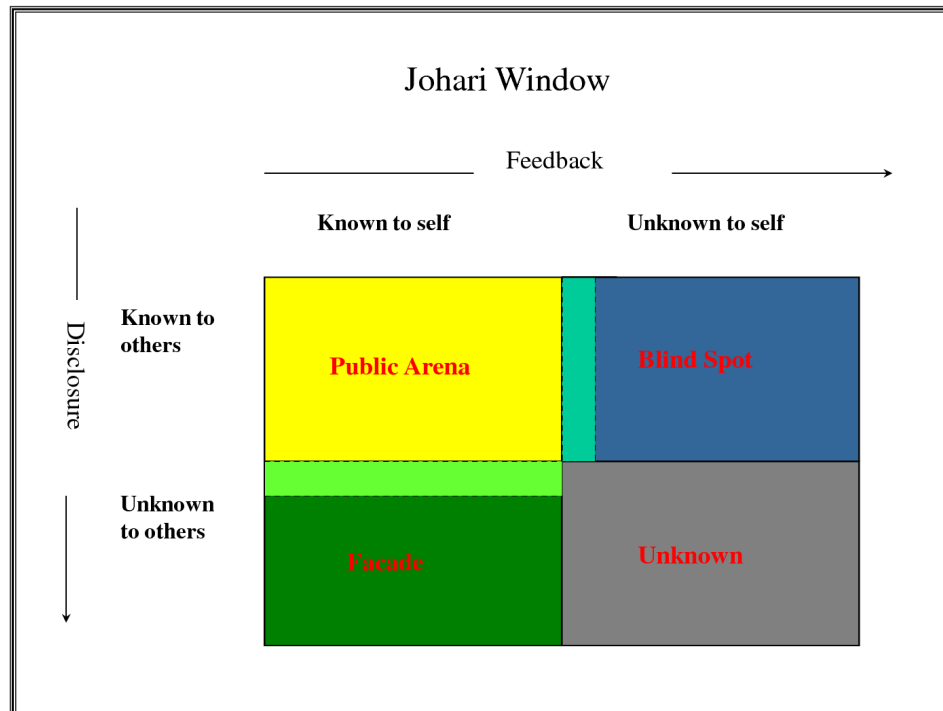 Johari Window
Feedback
Known to self
Unknown to self
Disclosure
Known to
others
Public Arena
Blind Spot
Unknown
to others
Facade
Unknown